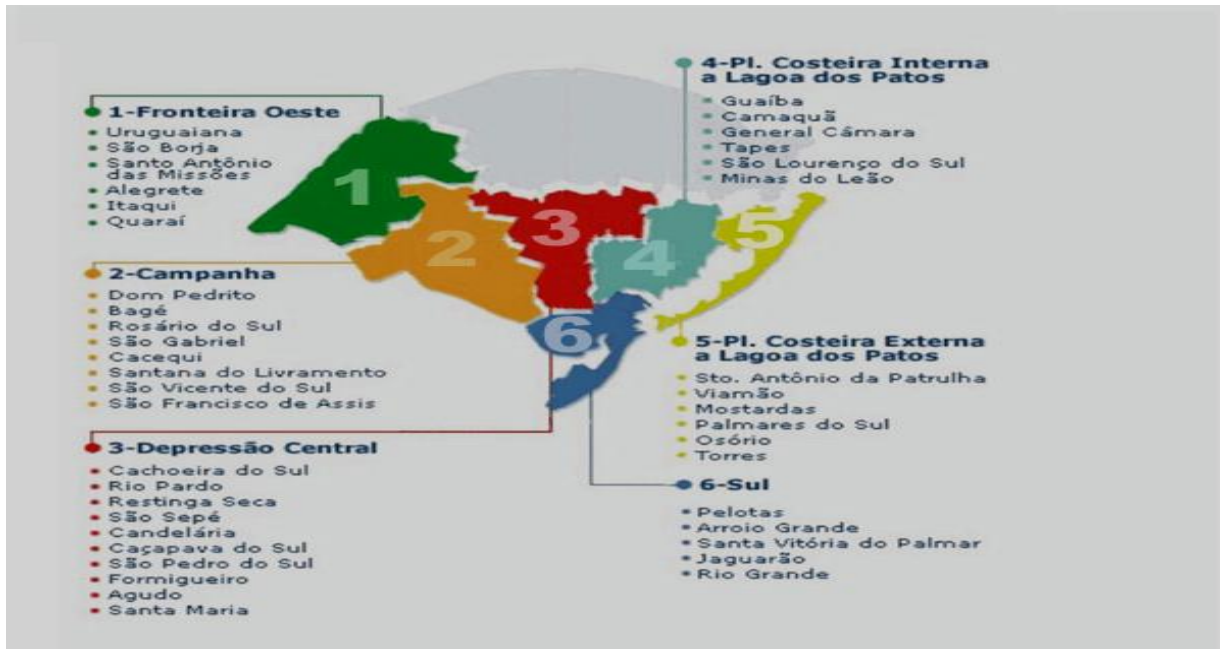 1-Fronteira Oeste
Uruguaiana
São Borja
Santo Antônio
das Missões
Alegrete
Itaqui
Quaraí
2-Campanha
Dom Pedrito
Bagé
Rosário do Sul
São Gabriel
Cacequi
Santana do Livramento
São Vicente do Sul
São Francisco de Assis
3-Depressão Central
Cachoeira do Sul
Rio Pardo
Restinga Seca
São Sepé
Candelária
Caçapava do Sul
São Pedro do Sul
Formigueiro
Agudo
Santa Maria
1
2
3
4
5
6
4-Pl. Costeira Interna
a Lagoa dos Patos
Guaíba
Camaquã
General Câmara
Tapes
São Lourenço do Sul
Minas do Leão
5-Pl. Costeira Externa
a Lagoa dos Patos
Sto. Antônio da Patrulha
Viamão
Mostardas
Palmares do Sul
Osório
Torres
6-Sul
Pelotas
Arroio Grande
Santa Vitória do Palmar
Jaguarão
Rio Grande